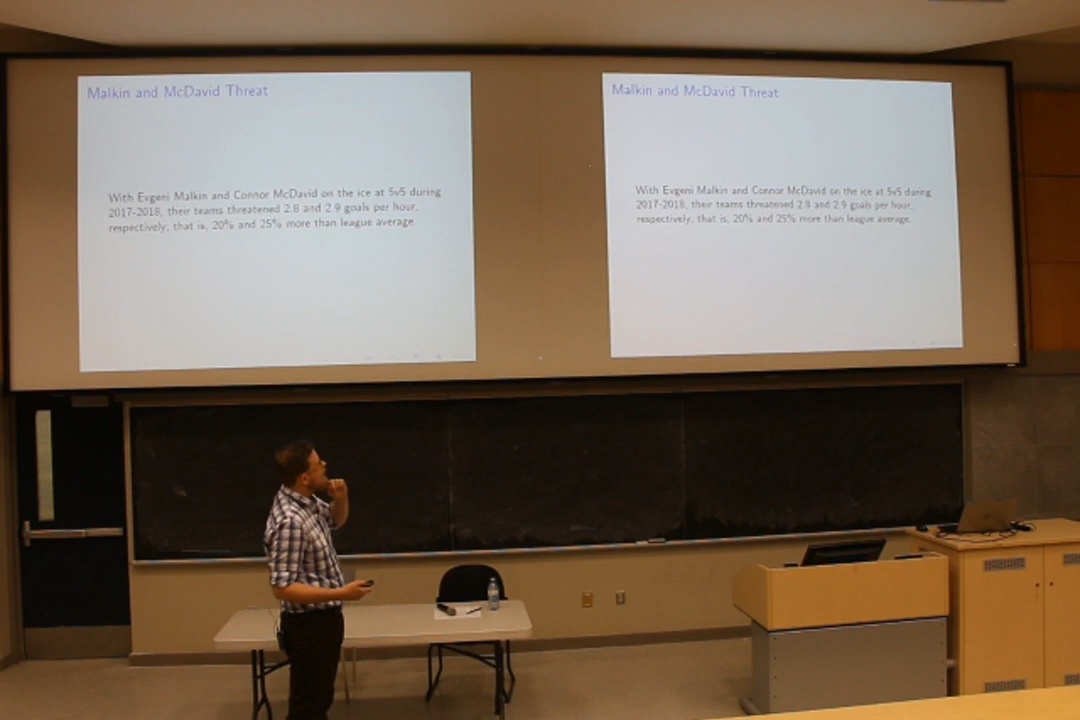 Malkin and McDavid Threat
With Evgeni Malkin and Connor McDavid on the ice at 5v5 during
2017-2018, their teams threatened 2.8 and 2.9 goals per hour,
respectively; that is, 20% and 25% more than league average.
Malkin and McDavid Threat
With Evgeni Malkin and Connor McDavid on the ice at 5v5 during
2017-2018, their teams threatened 2.8 and 2.9 goals per hour,
respectively; that is, 20% and 25% more than league average.